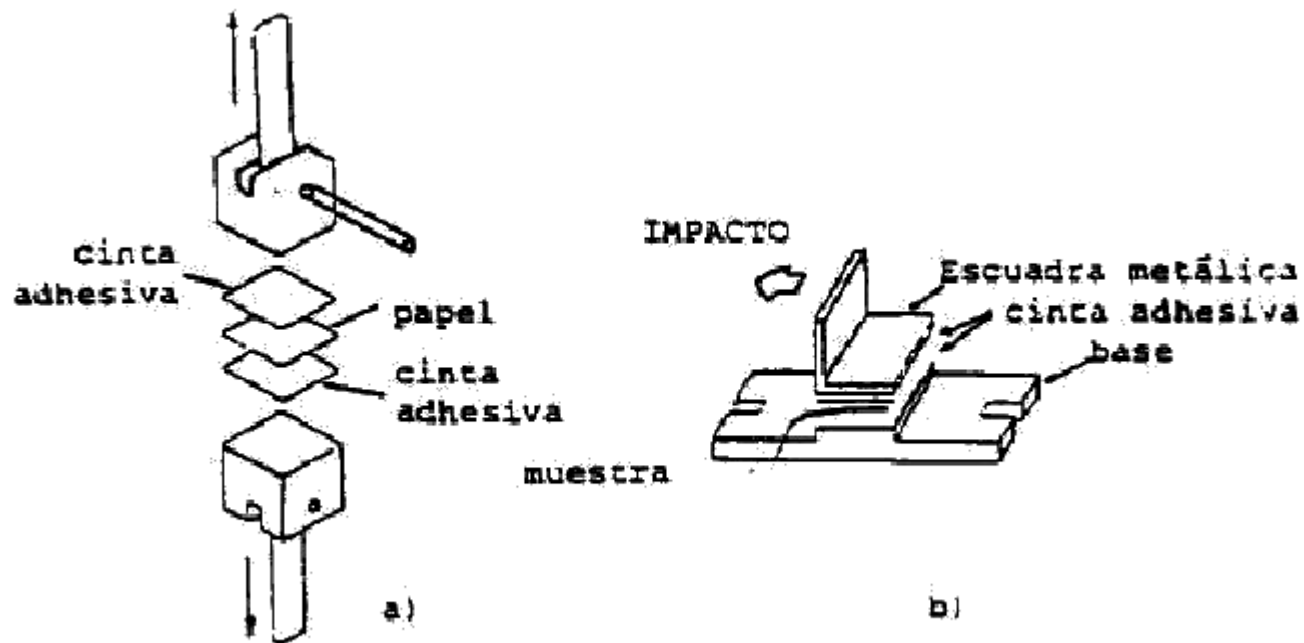 cinta
adhesiva
papel
cinta
adhesiva
a
a)
IMPACTO
Escuadra metálica
cinta adhesiva
base
muestra
b)